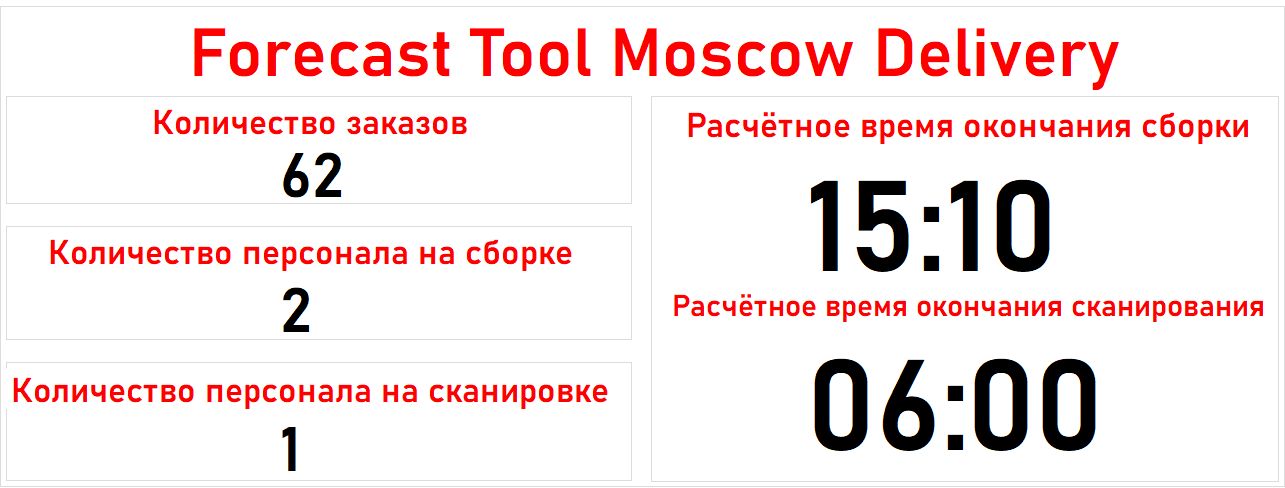 Forecast Tool Moscow Delivery
Количество заказов
62
Количество персонала на сборке
2
Количество персонала на сканировке
1
Расчётное время окончания сборки
15:10
Расчётное время окончания сканирования
06:00